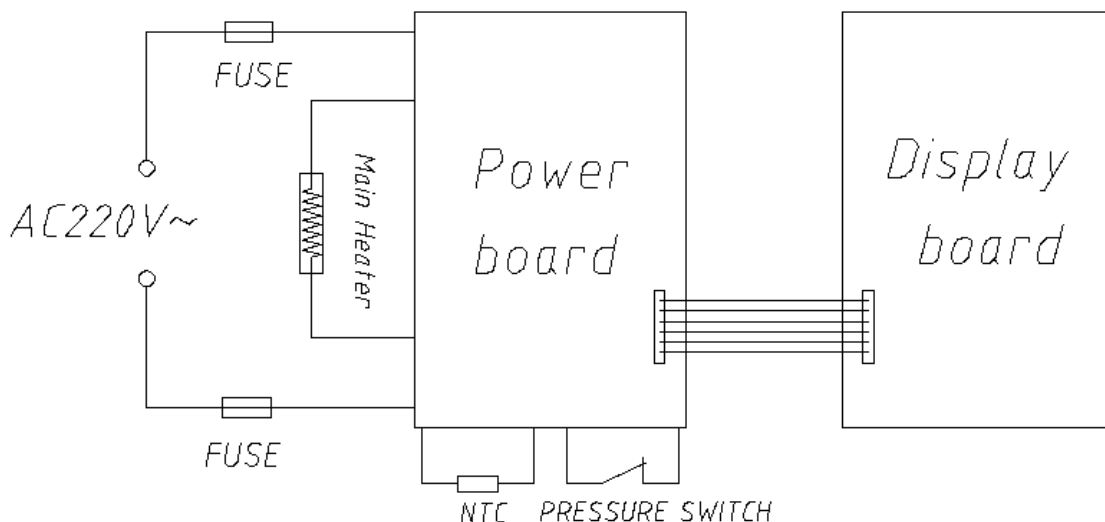 FUSE
Main Heater
AC220V~
Power
board
Display
board
FUSE
NTC
PRESSURE SWITCH